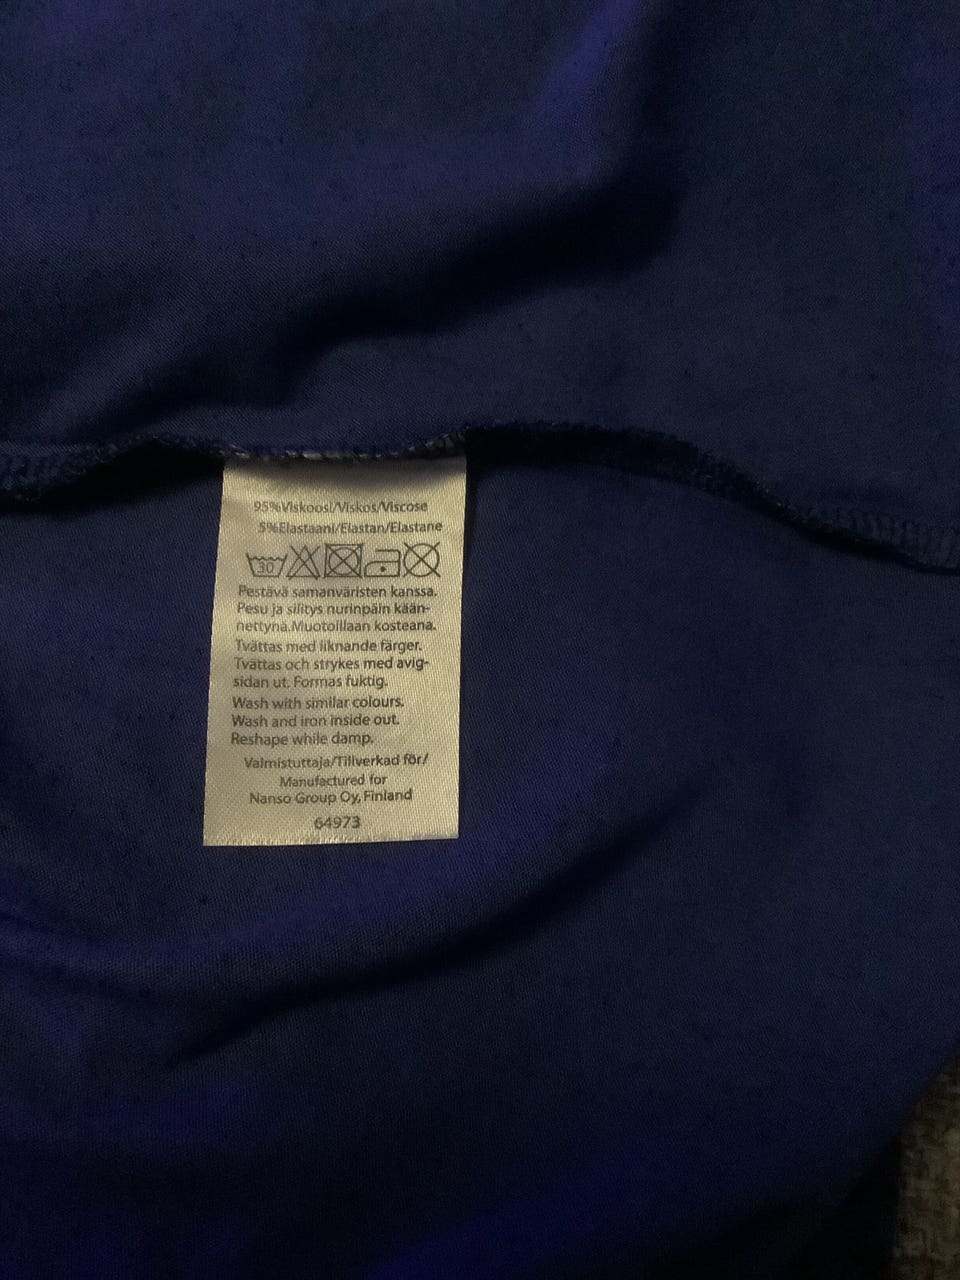 95%Viskoosi/Viskos/Viscose
5%Elastaani/Elastan/Elastane
30
Pestävä samanväristen kanssa.
Pesu ja silitys nurinpäin kään-
nettynä.Muotoillaan kosteana.
Tvättas med liknande färger.
Tvättas och strykes med avig-
sidan ut. Formas fuktig.
Wash with similar colours.
Wash and iron inside out.
Reshape while damp.
Valmistuttaja/Tillverkad för/
Manufactured for
Nanso Group Oy, Finland
64973